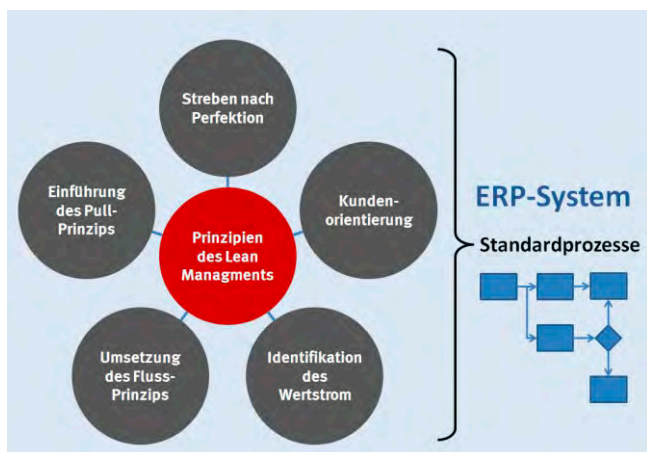 Streben nach
Perfektion
Einführung
des Pull-
Prinzips
Kunden-
orientierung
Prinzipien
des Lean
Managments
Umsetzung
des Fluss-
Prinzips
Identifikation
des
Wertstrom
ERP-System
Standardprozesse